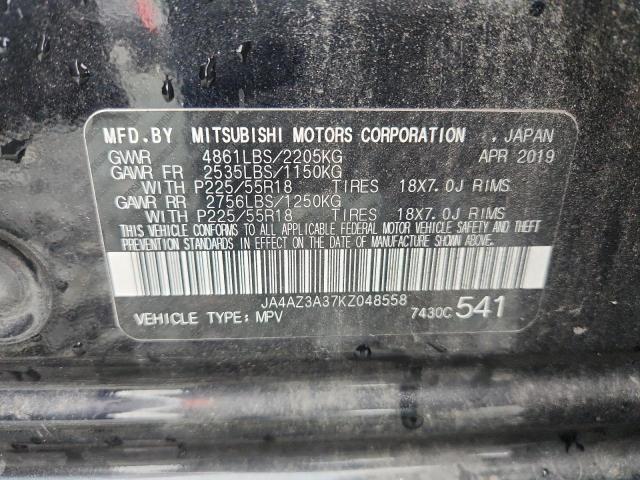 MFD.BY MITSUBISHI MOTORS CORPORATION . JAPAN
GVWR 4861LBS/2205KG APR 2019
GAWR FR 2535LBS/1150KG
WITH P225/55R18 TIRES 18X7.0J RIMS
GAWR RR 2756LBS/1250KG
WITH P225/55R18 TIRES 18X7.0J RIMS
THIS VEHICLE CONFORMS TO ALL APPLICABLE FEDERAL MOTOR VEHICLE SAFETY AND THEFT
PREVENTION STANDARDS IN EFFECT ON THE DATE OF MANUFACTURE SHOWN ABOVE.
JA4AZ3A37KZ048558
VEHICLE TYPE: MPV 7430C 541